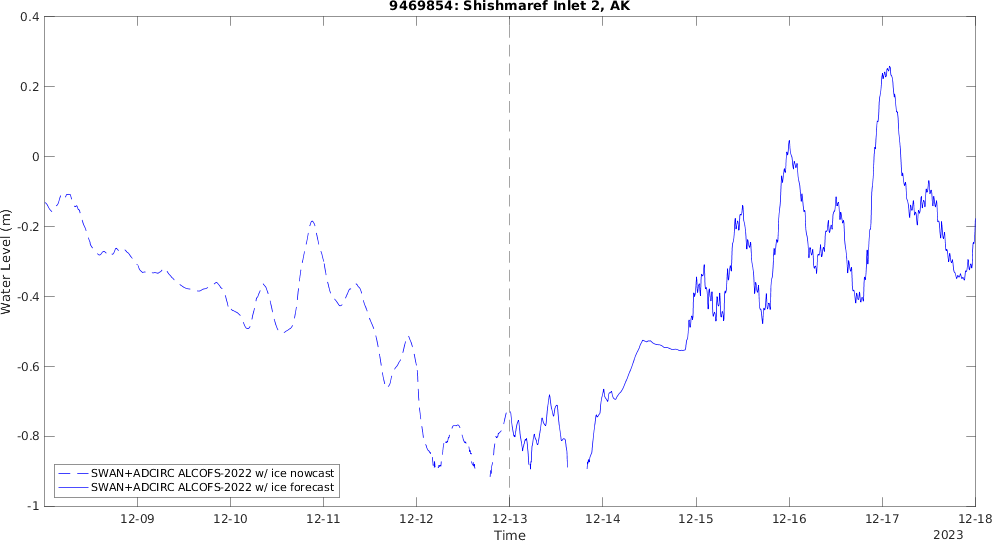 9469854: Shishmaref Inlet 2, AK
0.4
0.2
0
-0.2
-0.4
-0.6
-0.8
-1
Water Level (m)
SWAN+ADCIRC ALCOFS-2022 w/ ice nowcast
SWAN+ADCIRC ALCOFS-2022 w/ ice forecast
12-09 12-10 12-11 12-12 12-13 12-14 12-15 12-16 12-17 12-18
Time
2023